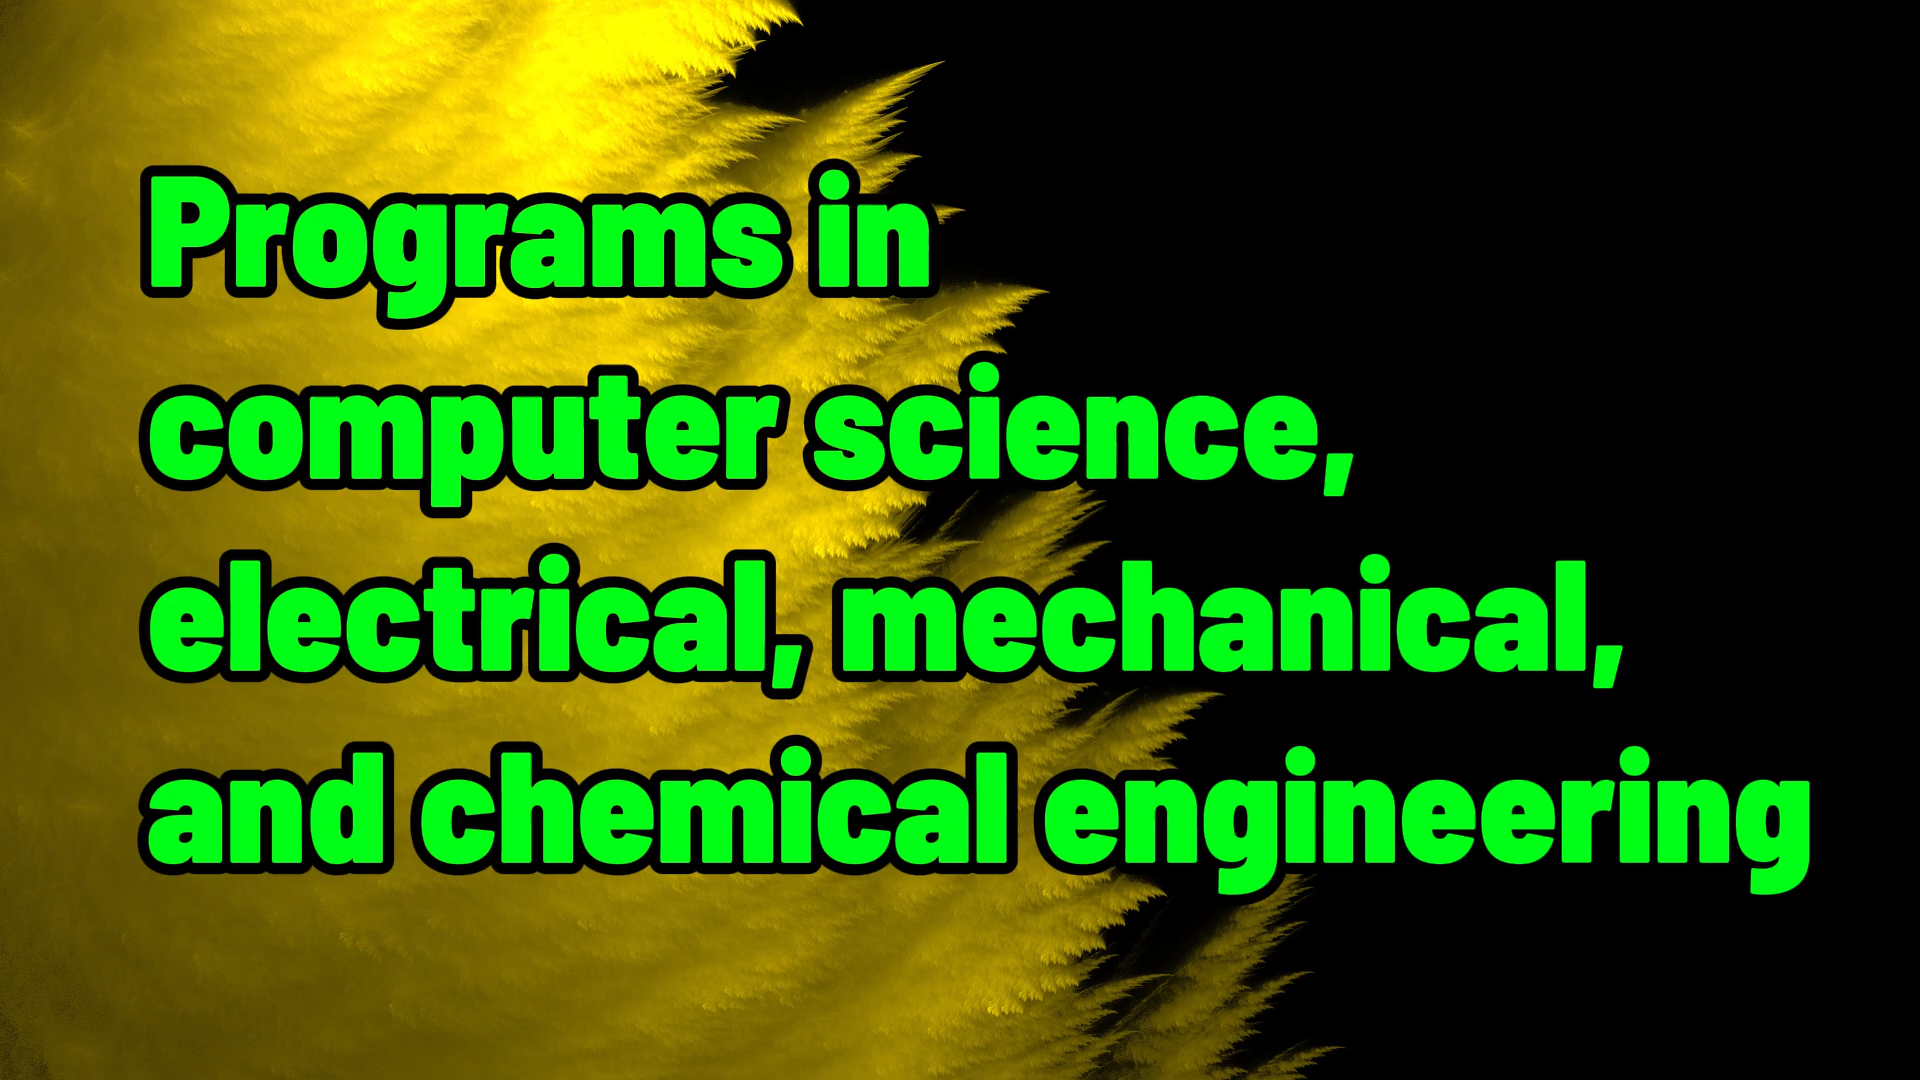 Programs in
computer science,
electrical, mechanical,
and chemical engineering